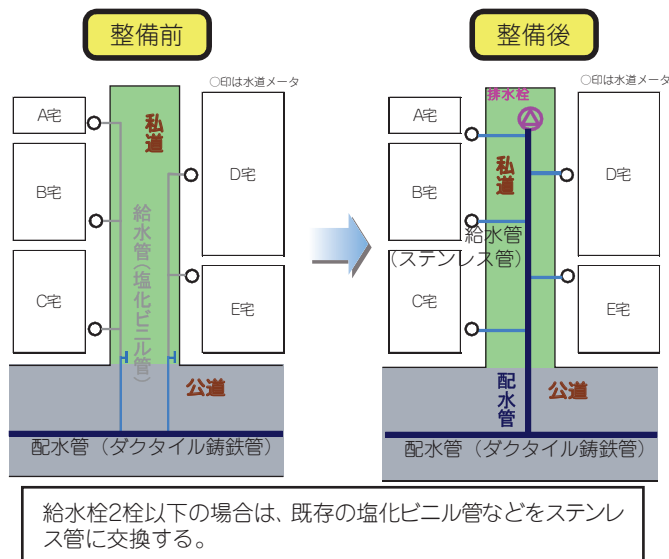 整備前
整備後
○印は水道メータ
A宅
B宅
C宅
D宅
E宅
私道
給水管（塩化ビニル管）
公道
配水管（ダクタイル鋳鉄管）
○印は水道メータ
排水栓
A宅
B宅
C宅
D宅
E宅
私道
給水管
（ステンレス管）
配水管
公道
配水管（ダクタイル鋳鉄管）
給水栓2栓以下の場合は、既存の塩化ビニル管などをステンレ
ス管に交換する。